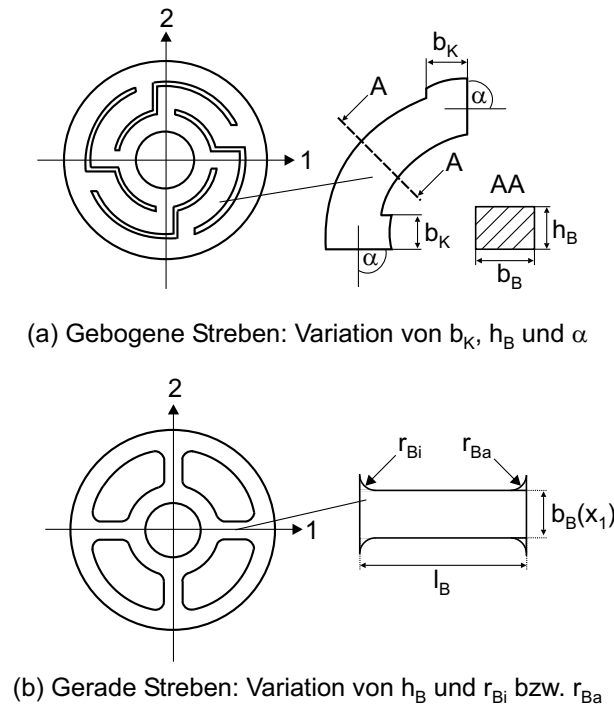 2
1
b_K
α
A
A
AA
b_K
α
h_B
b_B
(a) Gebogene Streben: Variation von b_K, h_B und α
2
1
r_Bi
r_Ba
b_B(x_1)
l_B
(b) Gerade Streben: Variation von h_B und r_Bi bzw. r_Ba